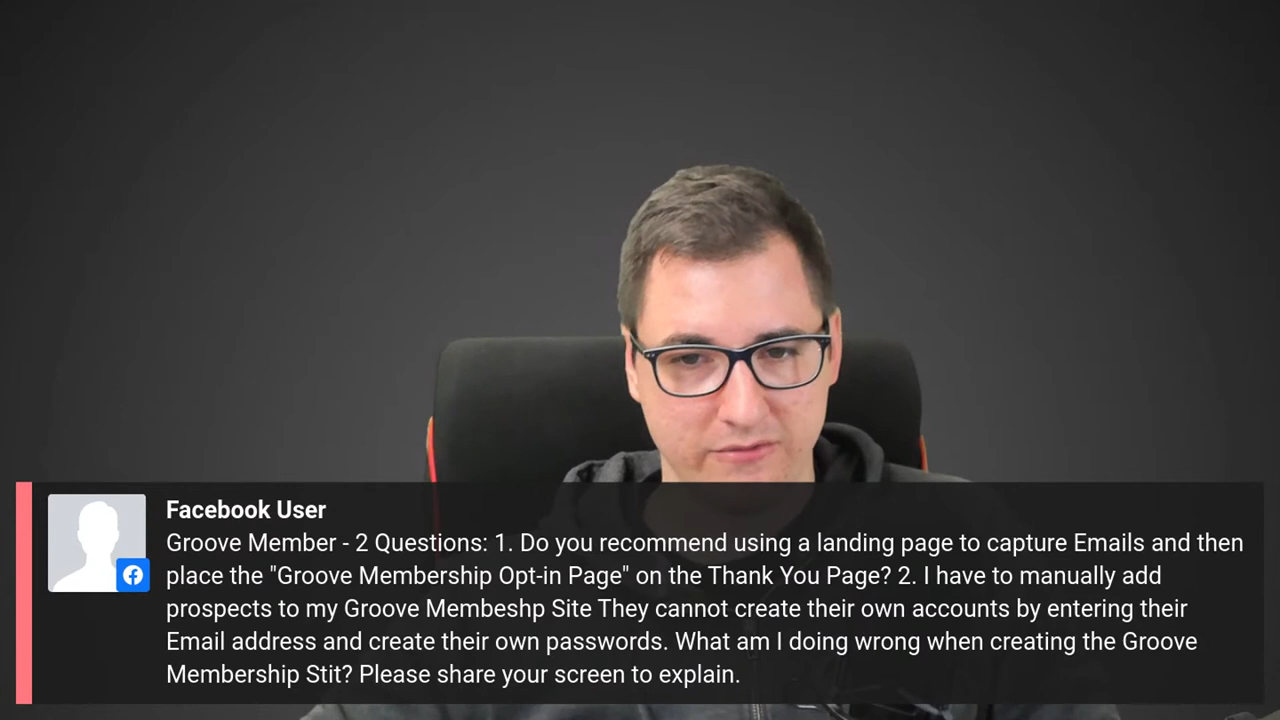 Facebook User
Groove Member - 2 Questions: 1. Do you recommend using a landing page to capture Emails and then
place the "Groove Membership Opt-in Page" on the Thank You Page? 2. I have to manually add
prospects to my Groove Membeshp Site They cannot create their own accounts by entering their
Email address and create their own passwords. What am I doing wrong when creating the Groove
Membership Stit? Please share your screen to explain.